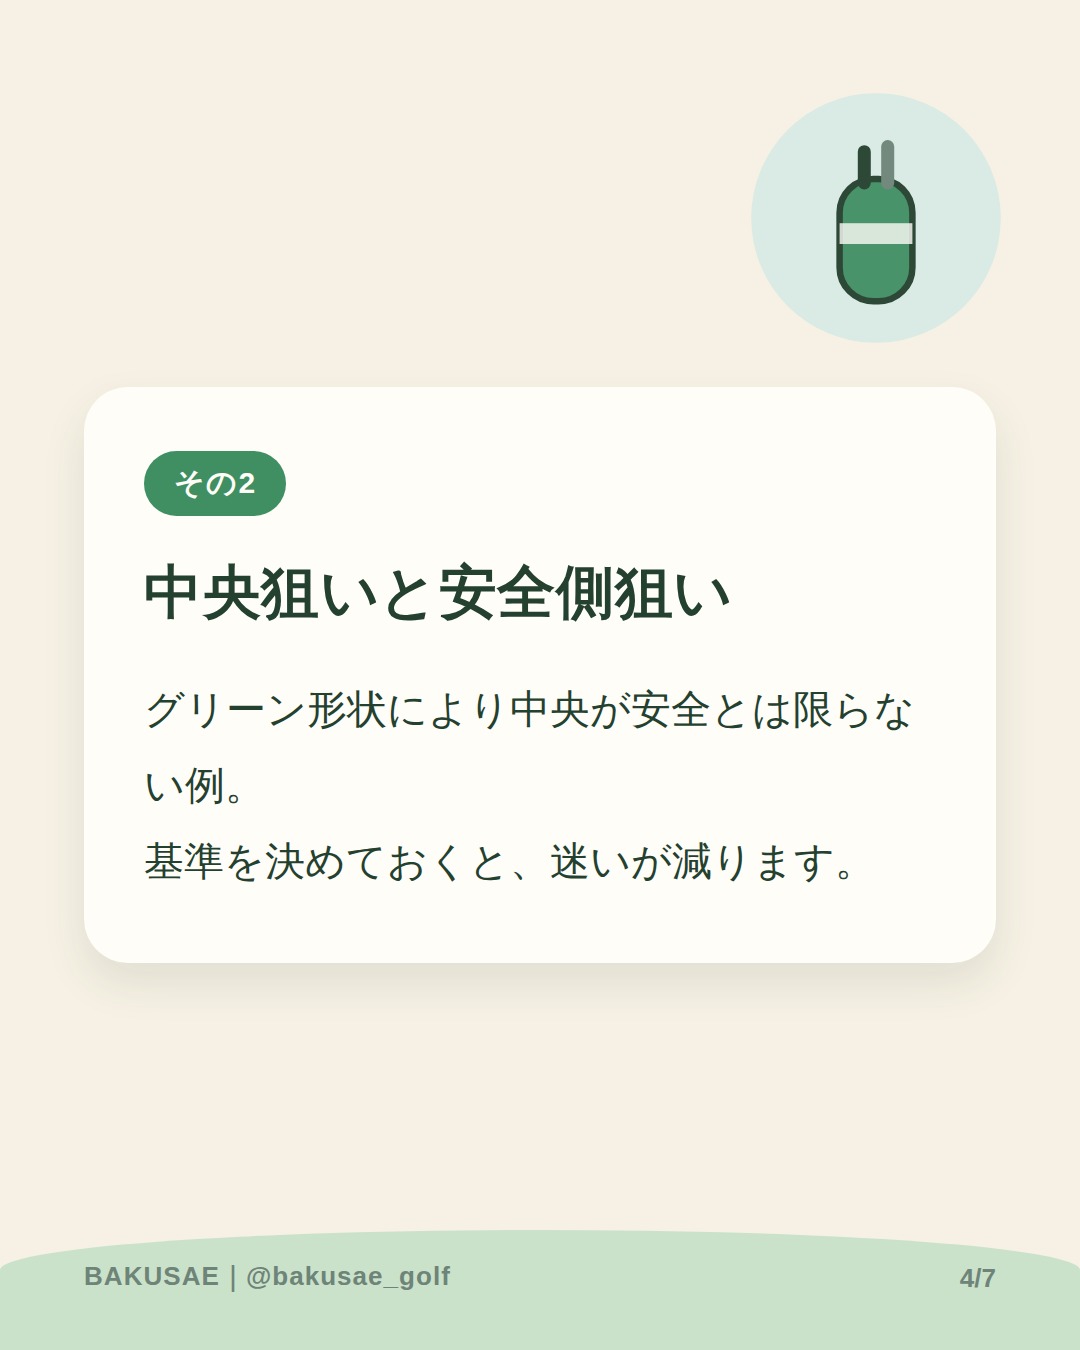 その2
中央狙いと安全側狙い
グリーン形状により中央が安全とは限らな
い例。
基準を決めておくと、迷いが減ります。
BAKUSAE | @bakusae_golf
4/7